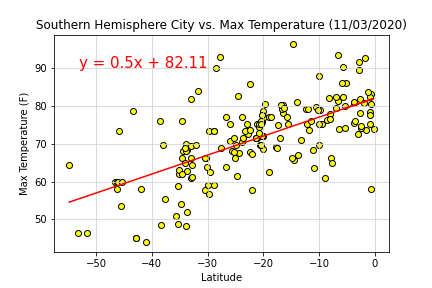 Southern Hemisphere City vs. Max Temperature (11/03/2020)
y = 0.5x + 82.11
90
80
70
60
50
Max Temperature (F)
−50
−40
−30
−20
−10
0
Latitude